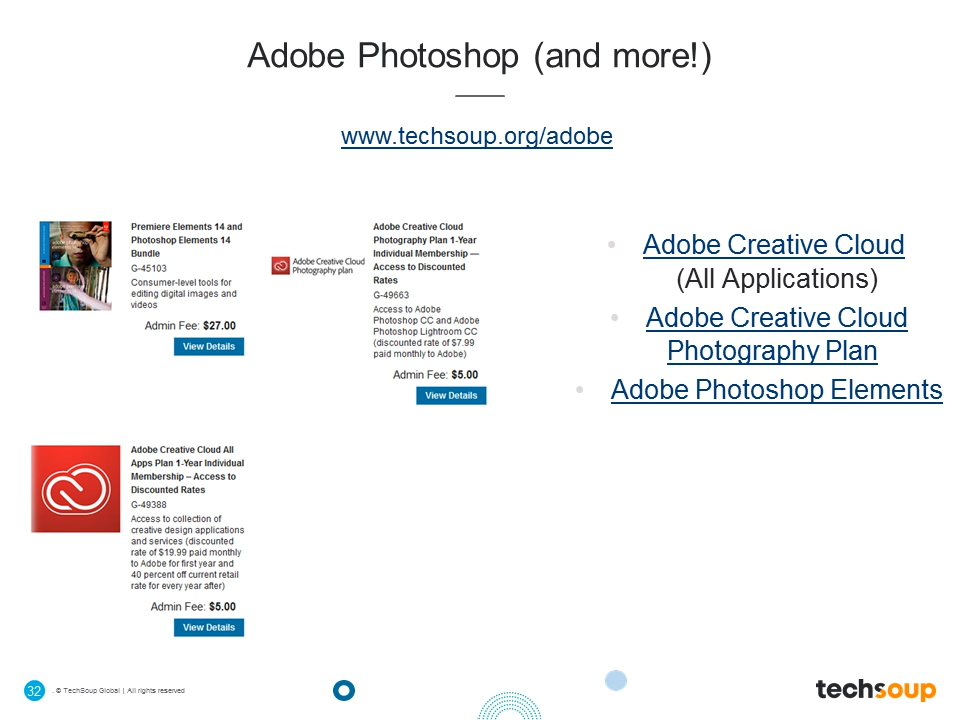 Adobe Photoshop (and more!)
www.techsoup.org/adobe
Premiere Elements 14 and
Photoshop Elements 14
Bundle
G-45103
Consumer-level tools for
editing digital images and
videos
Admin Fee: $27.00
View Details
Adobe Creative Cloud
Photography plan
Adobe Creative Cloud
Photography Plan 1-Year
Individual Membership —
Access to Discounted
Rates
G-49663
Access to Adobe
Photoshop CC and Adobe
Photoshop Lightroom CC
(discounted rate of $7.99
paid monthly to Adobe)
Admin Fee: $5.00
View Details
• Adobe Creative Cloud
(All Applications)
• Adobe Creative Cloud
Photography Plan
• Adobe Photoshop Elements
Adobe Creative Cloud All
Apps Plan 1-Year Individual
Membership – Access to
Discounted Rates
G-49388
Access to collection of
creative design applications
and services (discounted
rate of $19.99 paid monthly
to Adobe for first year and
40 percent off current retail
rate for every year after)
Admin Fee: $5.00
View Details
32
. © TechSoup Global | All rights reserved
techsoup